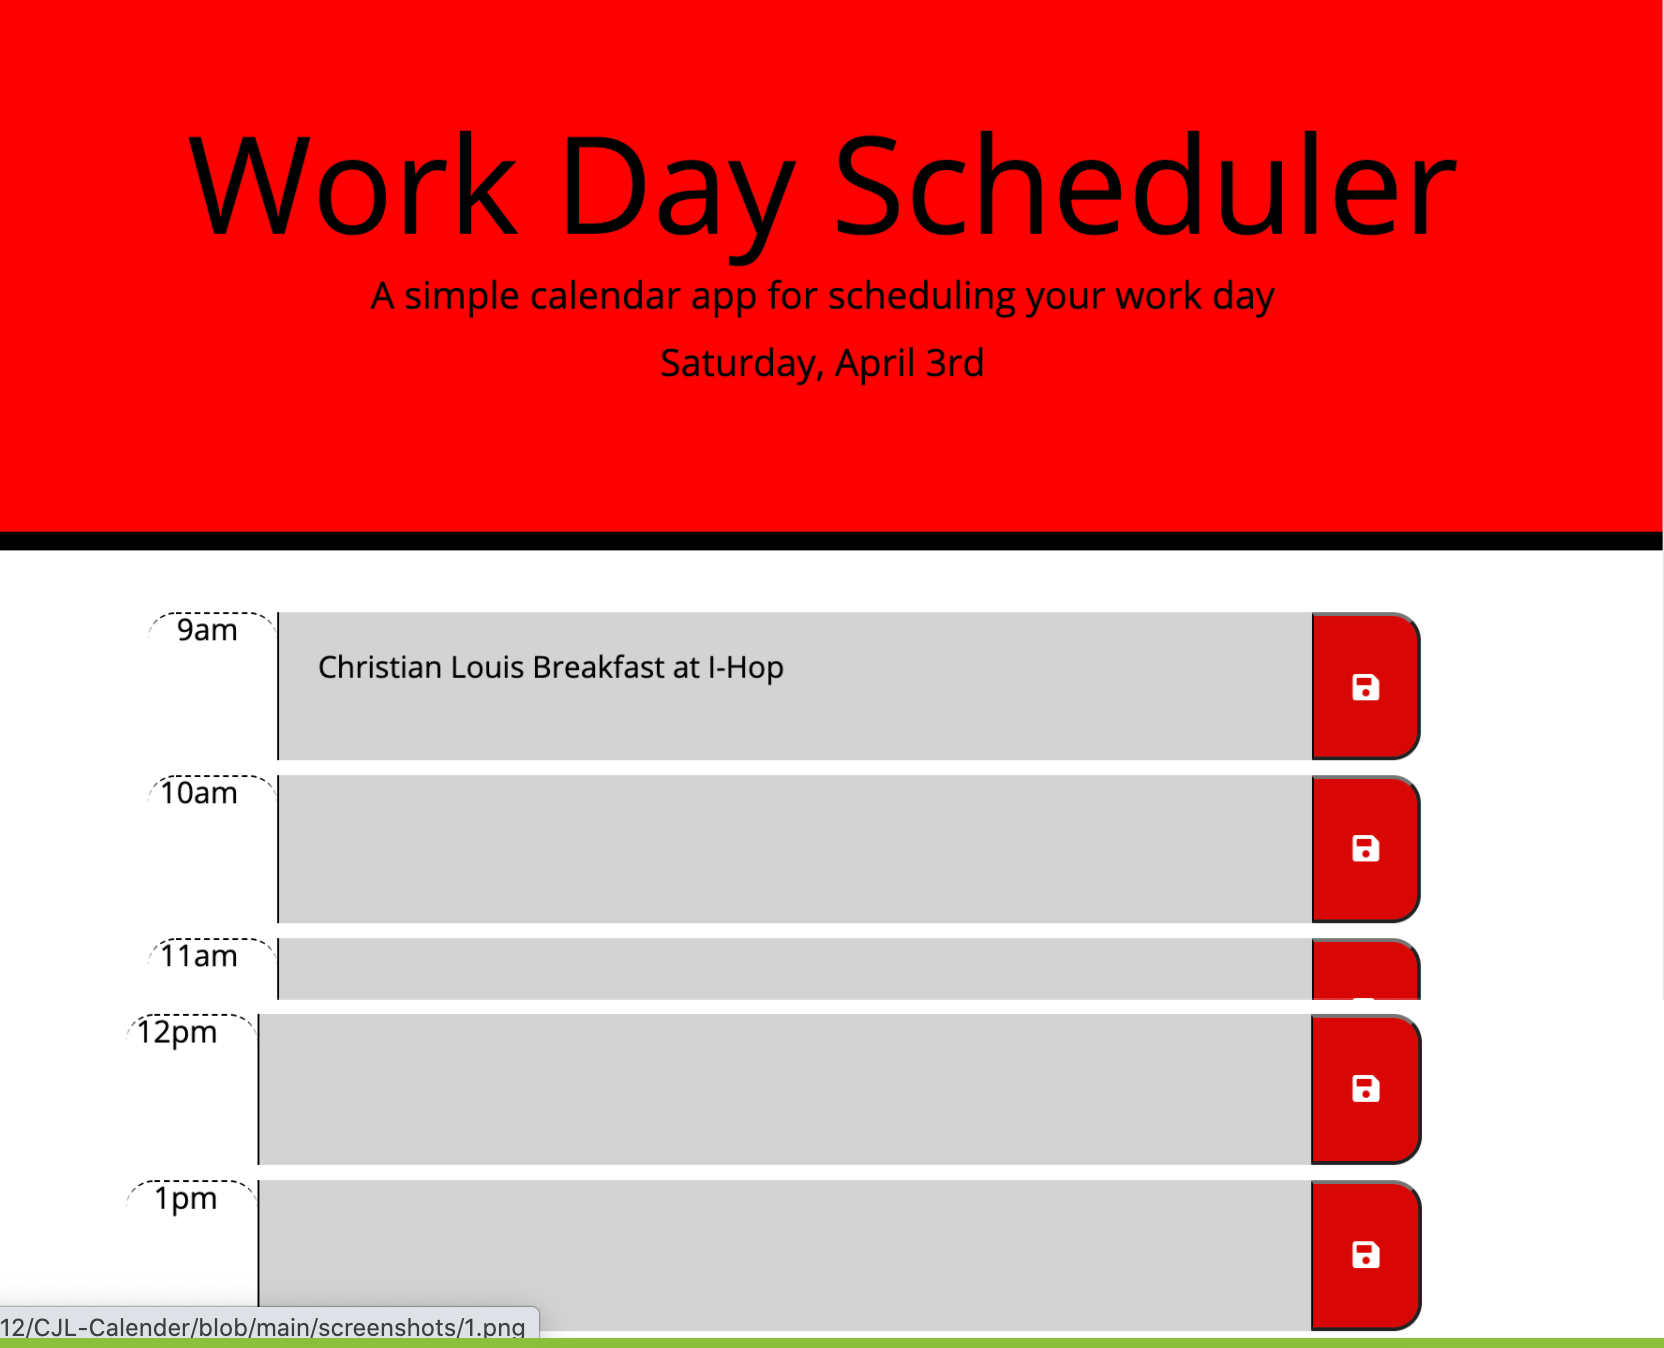 Work Day Scheduler
A simple calendar app for scheduling your work day
Saturday, April 3rd
9am
Christian Louis Breakfast at I-Hop
10am
11am
12pm
1pm
12/CJL-Calender/blob/main/screenshots/1.png